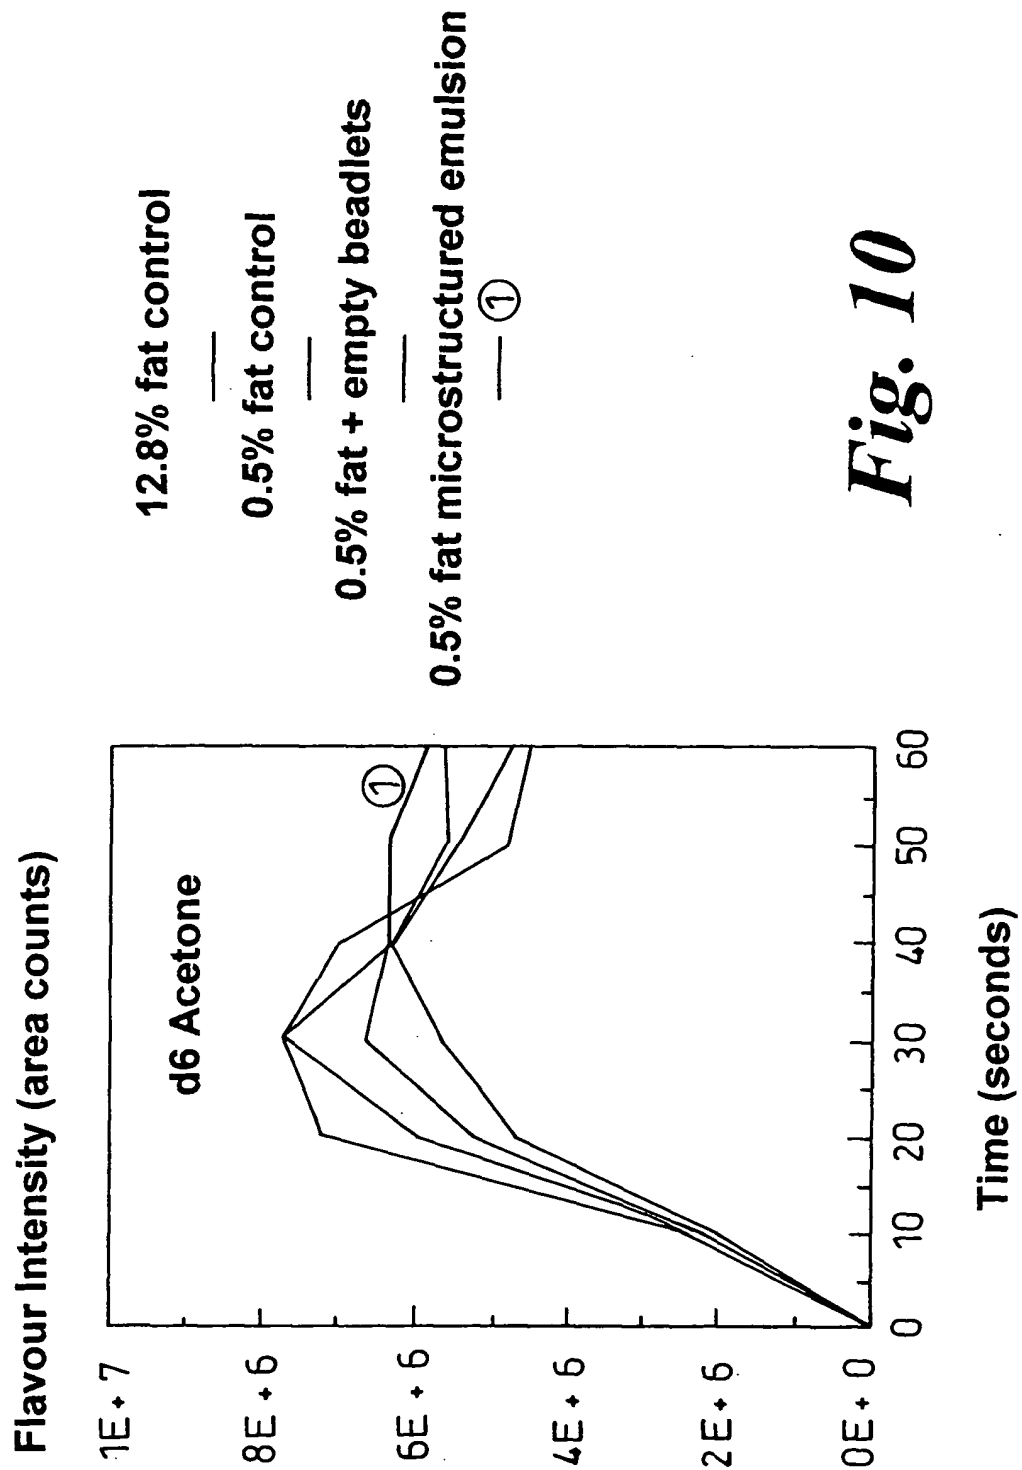 Flavour Intensity (area counts)
1E + 7
8E + 6
6E + 6
4E + 6
2E + 6
0E + 0
d6 Acetone
1
0
10
20
30
40
50
60
Time (seconds)
12.8% fat control
0.5% fat control
0.5% fat + empty beadlets
0.5% fat microstructured emulsion
1
Fig. 10